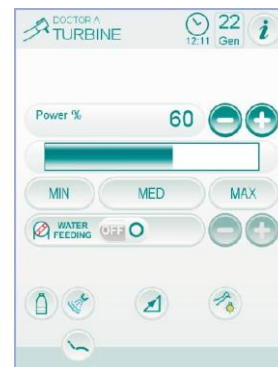 DOCTOR A
TURBINE
12:11
22
Gen
i
Power %
60
MIN
MED
MAX
WATER
FEEDING
OFF